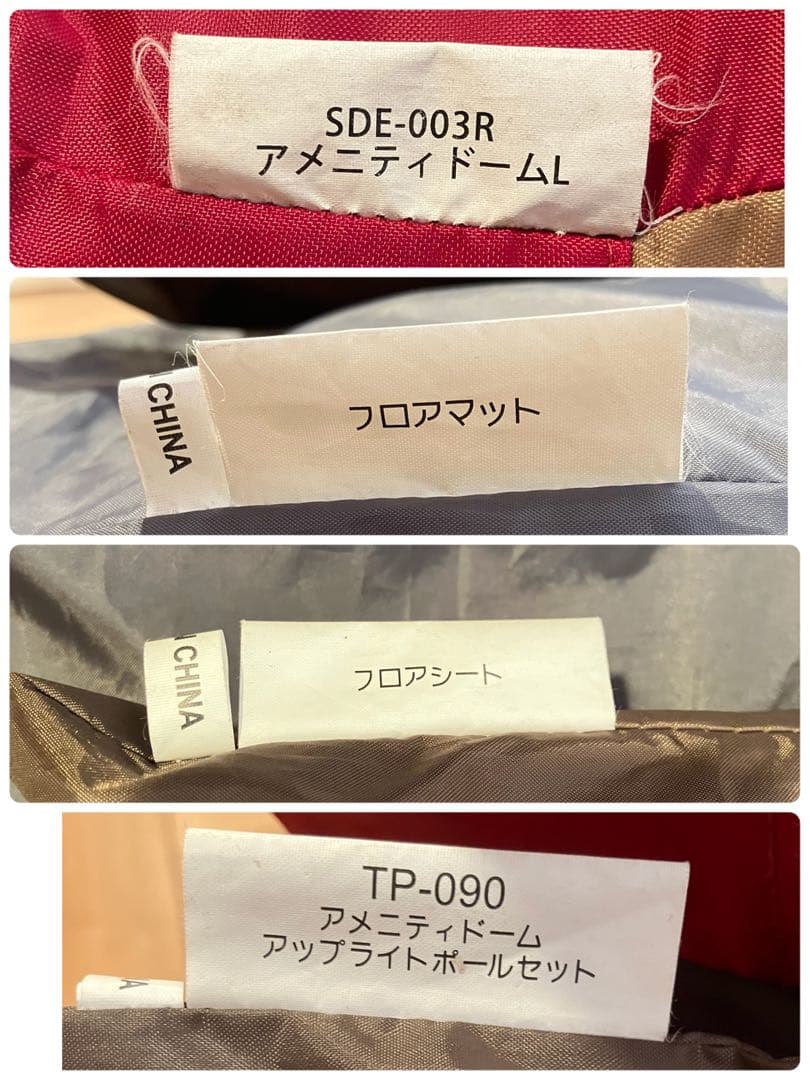 SDE-003R
アメニティドームL
CHINA
フロアマット
CHINA
フロアシート
TP-090
アメニティドーム
アップライトポールセット
A